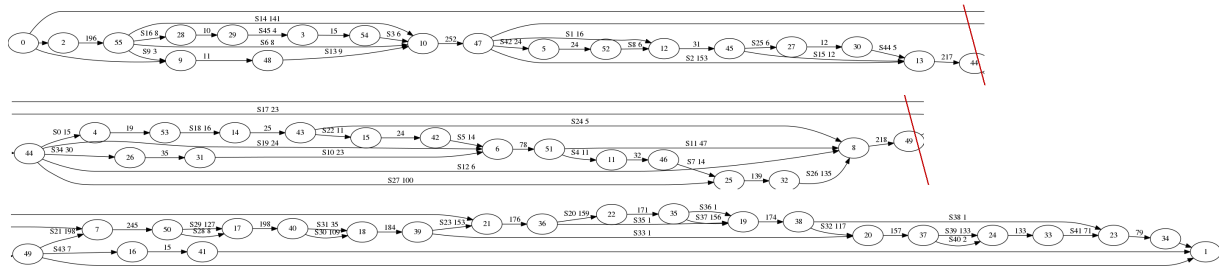 S14 141
S16 8 28 10 29 S45 4 3 15 54 S3 6
0 2 196 55 S6 8 10 252 47
S9 3 9 11 48 S13 9
S42 24 S1 16
5 24 52 S8 6 12 31 45 S25 6 27 12 30 S44 5
S15 12
S2 153 13 217 44
S17 23
S0 15 4 19 53 S18 16 14 25 43 S22 11 15 24 42 S5 14 S24 5
44 S34 30 S19 24 6 78 51 S11 47 8 218 49
26 35 31 S10 23 S4 11 11 32 46 S7 14
S12 6
S27 100 25 139 32 S26 135
S21 198 7 245 50 S29 127 17 198 40 S31 35 18 184 39 S23 153 21 176 36 S20 159 22 171 35 S36 1 19 174 38 S38 1
S28 8 S30 109 S35 1 S37 156 S32 117
S33 1 20 157 37 S39 133 24 133 33 S41 71 23 79 34
S40 2
49 S43 7 16 15 41 1